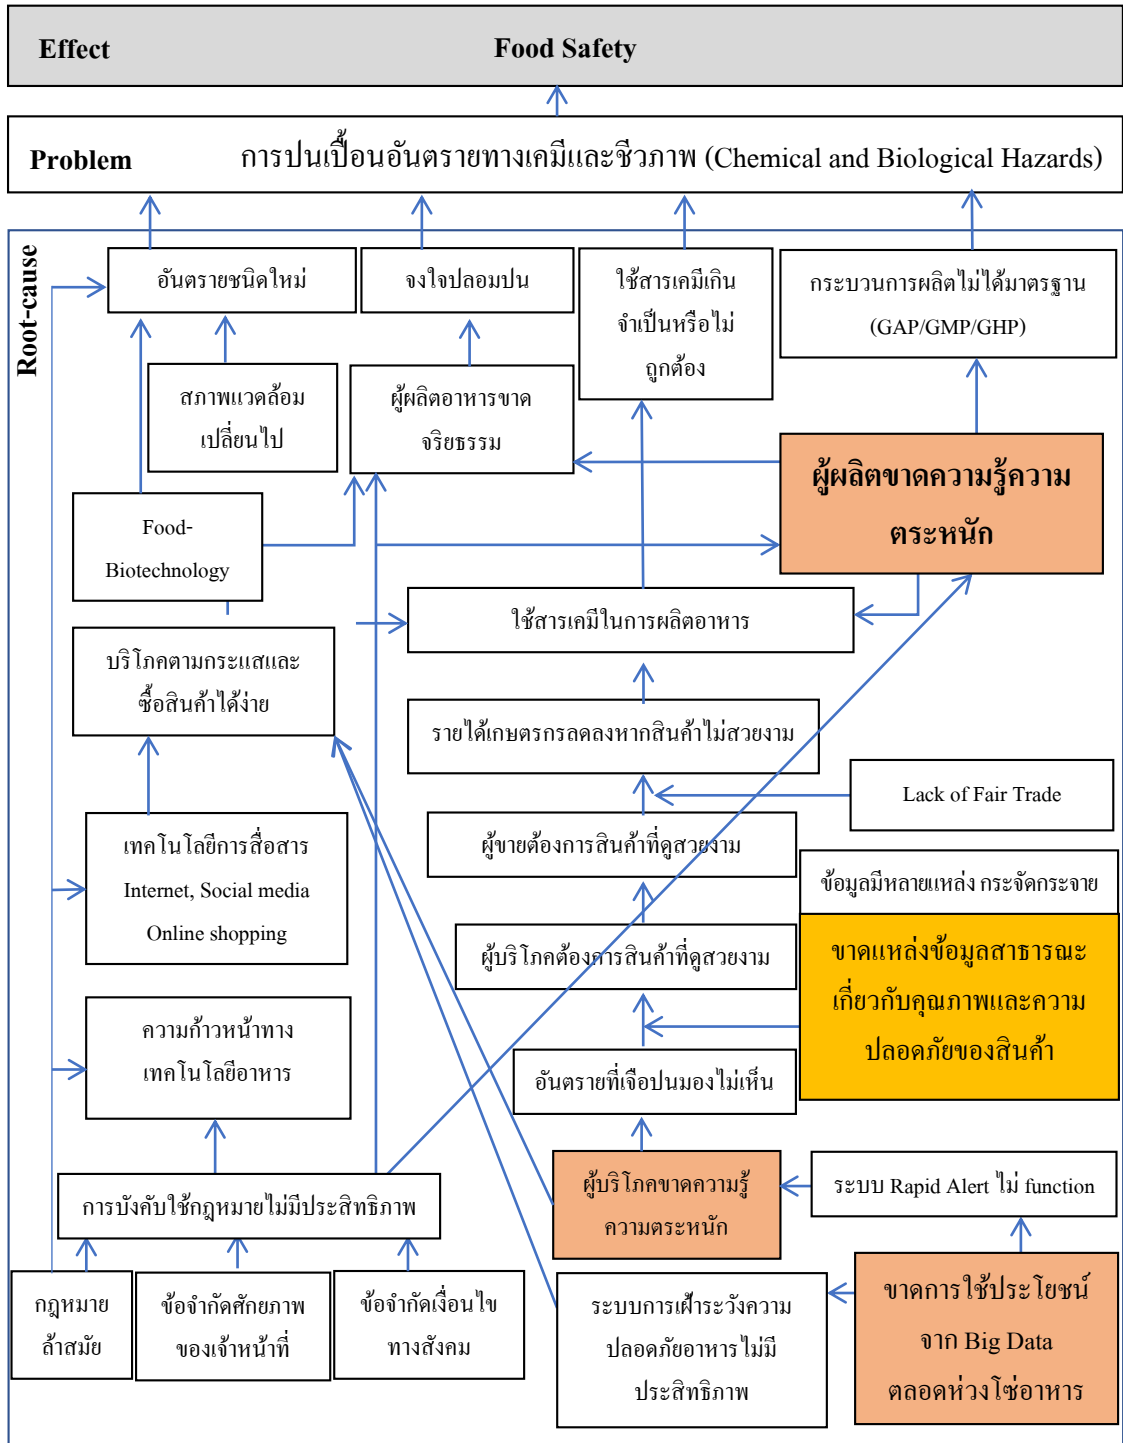 Effect
Food Safety
Problem
การปนเปื้อนอันตรายทางเคมีและชีวภาพ (Chemical and Biological Hazards)
Root-cause
อันตรายชนิดใหม่
จงใจปลอมปน
ใช้สารเคมีเกิน
จำเป็นหรือไม่
ถูกต้อง
กระบวนการผลิตไม่ได้มาตรฐาน
(GAP/GMP/GHP)
สภาพแวดล้อม
เปลี่ยนไป
ผู้ผลิตอาหารขาด
จริยธรรม
ผู้ผลิตขาดความรู้ความ
ตระหนัก
Food-
Biotechnology
ใช้สารเคมีในการผลิตอาหาร
บริโภคตามกระแสและ
ซื้อสินค้าได้ง่าย
รายได้เกษตรกรลดลงหากสินค้าไม่สวยงาม
Lack of Fair Trade
เทคโนโลยีการสื่อสาร
Internet, Social media
Online shopping
ผู้ขายต้องการสินค้าที่ดูสวยงาม
ข้อมูลมีหลายแหล่ง กระจัดกระจาย
ผู้บริโภคต้องการสินค้าที่ดูสวยงาม
ขาดแหล่งข้อมูลสาธารณะ
เกี่ยวกับคุณภาพและความ
ปลอดภัยของสินค้า
ความก้าวหน้าทาง
เทคโนโลยีอาหาร
อันตรายที่เจือปนมองไม่เห็น
การบังคับใช้กฎหมายไม่มีประสิทธิภาพ
ผู้บริโภคขาดความรู้
ความตระหนัก
ระบบ Rapid Alert ไม่ function
กฎหมาย
ล้าสมัย
ข้อจำกัดศักยภาพ
ของเจ้าหน้าที่
ข้อจำกัดเงื่อนไข
ทางสังคม
ระบบการเฝ้าระวังความ
ปลอดภัยอาหารไม่มี
ประสิทธิภาพ
ขาดการใช้ประโยชน์
จาก Big Data
ตลอดห่วงโซ่อาหาร